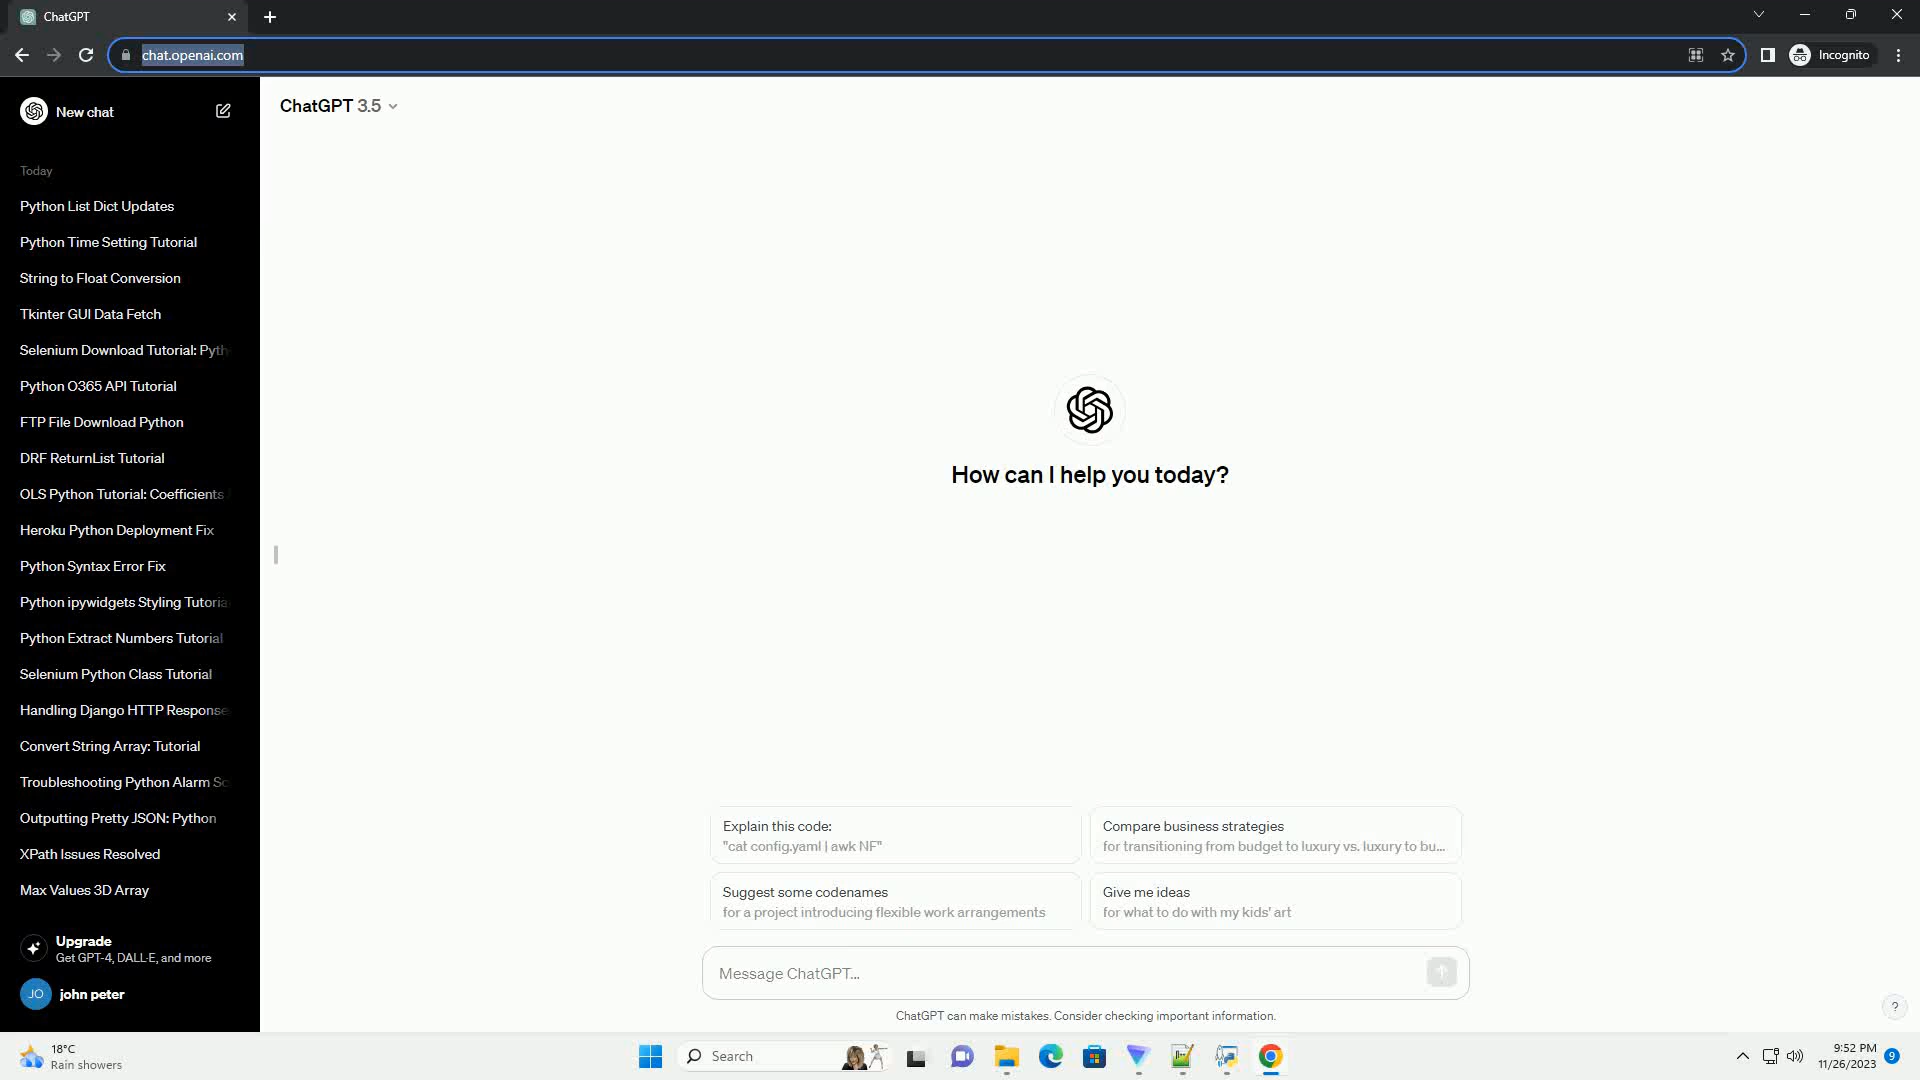 ChatGPT
chat.openai.com
Incognito
New chat
ChatGPT 3.5
Today
Python List Dict Updates
Python Time Setting Tutorial
String to Float Conversion
Tkinter GUI Data Fetch
Selenium Download Tutorial: Pyth
Python O365 API Tutorial
FTP File Download Python
DRF ReturnList Tutorial
OLS Python Tutorial: Coefficients
Heroku Python Deployment Fix
Python Syntax Error Fix
Python ipywidgets Styling Tutoria
Python Extract Numbers Tutorial
Selenium Python Class Tutorial
Handling Django HTTP Response
Convert String Array: Tutorial
Troubleshooting Python Alarm Sc
Outputting Pretty JSON: Python
XPath Issues Resolved
Max Values 3D Array
Upgrade
Get GPT-4, DALL·E, and more
JO
john peter
How can I help you today?
Explain this code:
"cat config.yaml | awk NF"
Compare business strategies
for transitioning from budget to luxury vs. luxury to bu...
Suggest some codenames
for a project introducing flexible work arrangements
Give me ideas
for what to do with my kids' art
Message ChatGPT...
ChatGPT can make mistakes. Consider checking important information.
?
18°C
Rain showers
Search
9:52 PM
11/26/2023
9